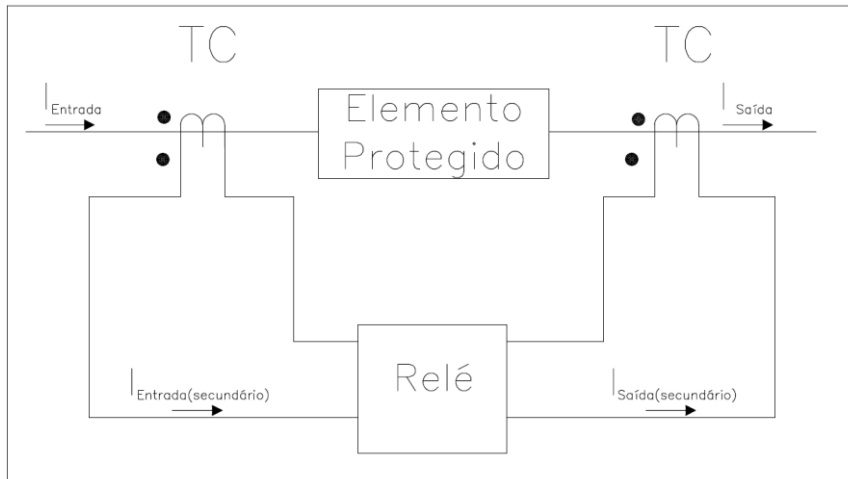 TC
TC
I Entrada
Elemento
Protegido
I Saída
I Entrada(secundário)
Relé
I Saída(secundário)